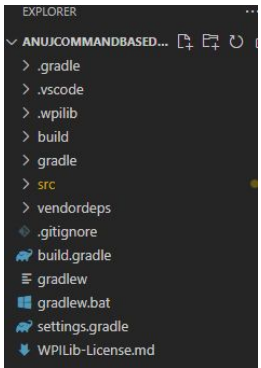 EXPLORER
ANUJCOMMANDBASED...
.gradle
.vscode
.wpilib
build
gradle
src
vendordeps
.gitignore
build.gradle
gradlew
gradlew.bat
settings.gradle
WPILib-License.md